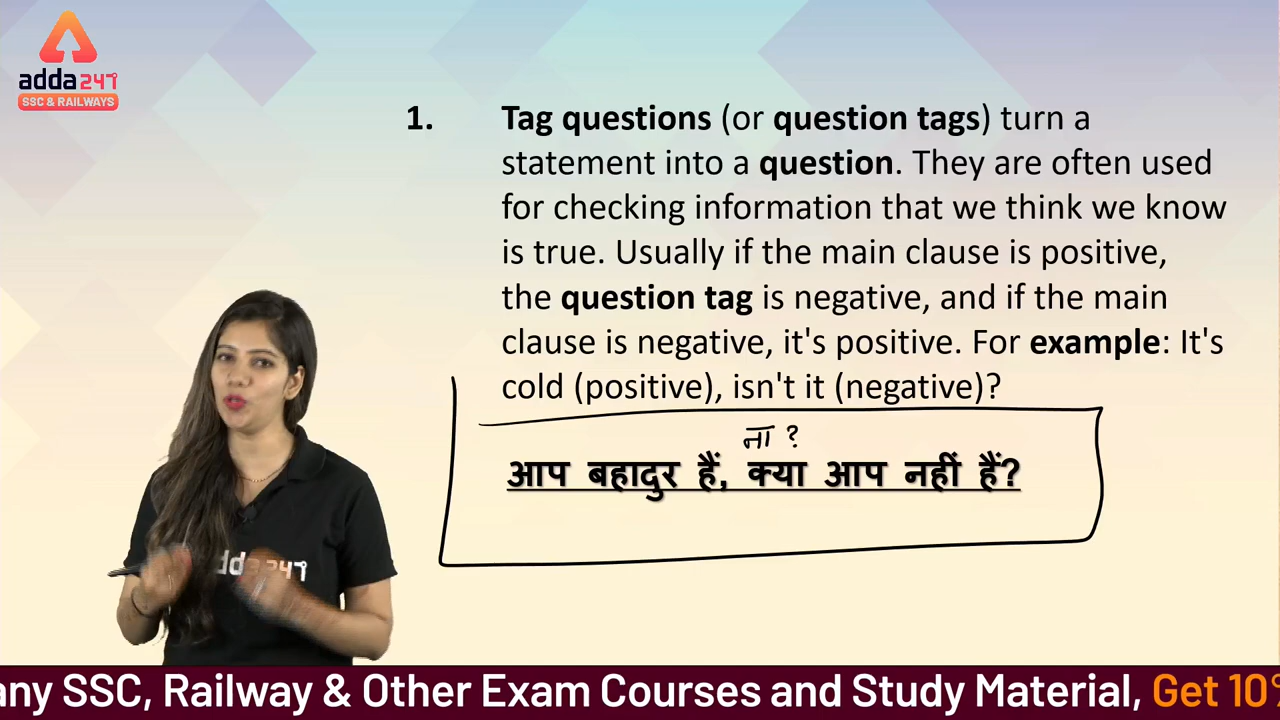 adda247
SSC & RAILWAYS
1. Tag questions (or question tags) turn a
statement into a question. They are often used
for checking information that we think we know
is true. Usually if the main clause is positive,
the question tag is negative, and if the main
clause is negative, it's positive. For example: It's
cold (positive), isn't it (negative)?
ना ?
आप बहादुर हैं, क्या आप नहीं हैं?
adda247
any SSC, Railway & Other Exam Courses and Study Material, Get 10%